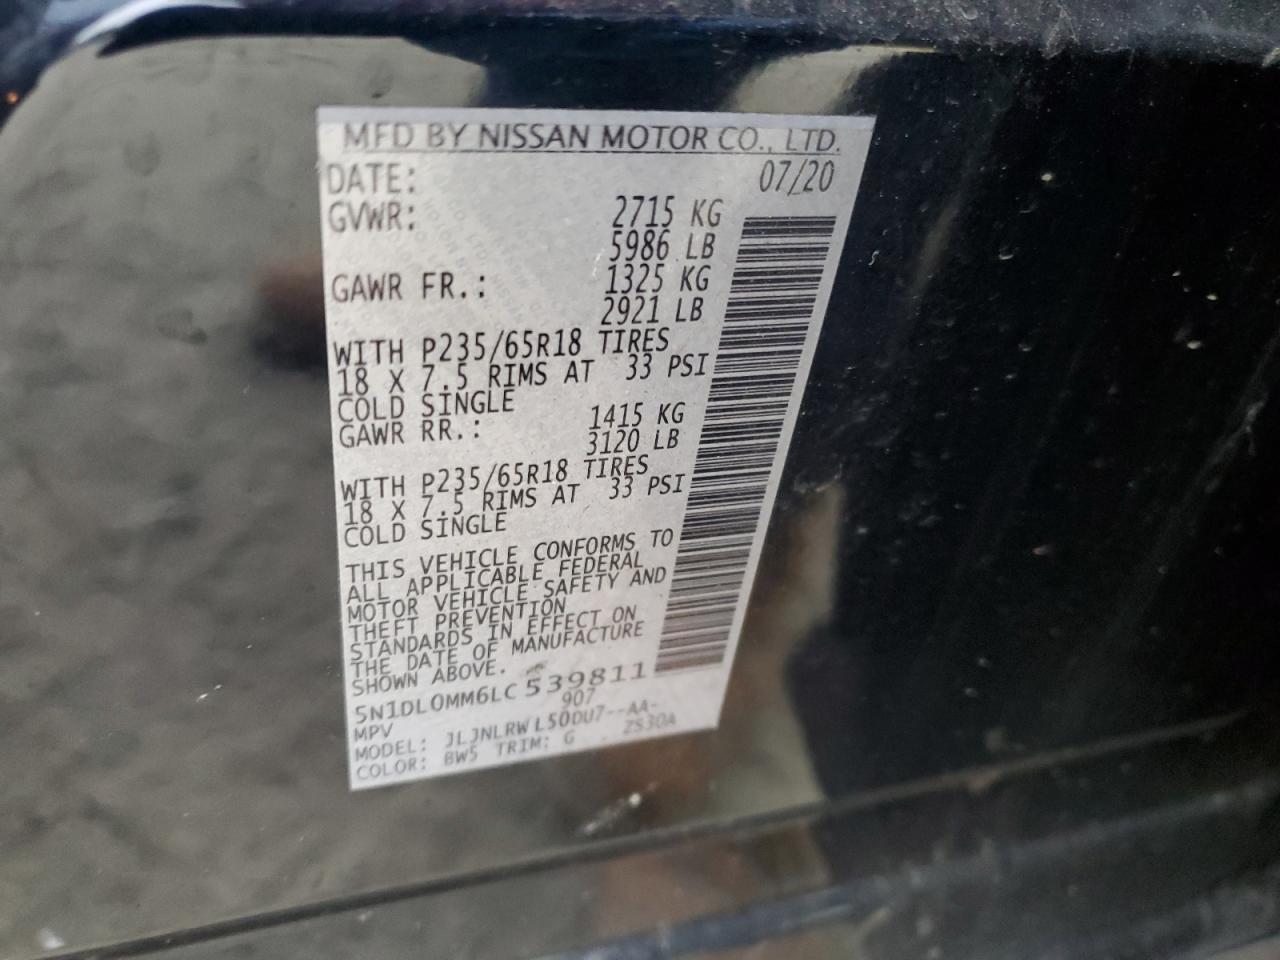 MFD BY NISSAN MOTOR CO., LTD.
DATE: 07/20
GVWR: 2715 KG
5986 LB
GAWR FR.: 1325 KG
2921 LB
WITH P235/65R18 TIRES
18 X 7.5 RIMS AT 33 PSI
COLD SINGLE
GAWR RR.: 1415 KG
3120 LB
WITH P235/65R18 TIRES
18 X 7.5 RIMS AT 33 PSI
COLD SINGLE
THIS VEHICLE CONFORMS TO
ALL APPLICABLE FEDERAL
MOTOR VEHICLE SAFETY AND
THEFT PREVENTION
STANDARDS IN EFFECT ON
THE DATE OF MANUFACTURE
SHOWN ABOVE.
5N1DL0MM6LC539811
MPV 907
MODEL: JLJNLRWL50DU7--AA-
COLOR: BW5 TRIM: G ZS30A